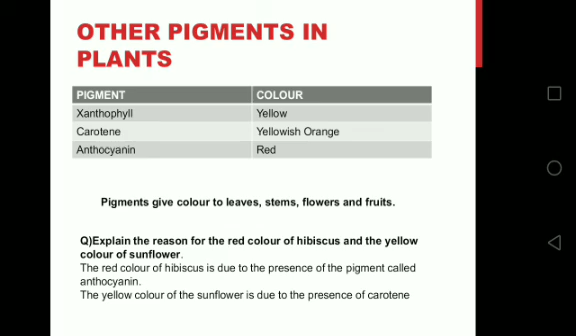 OTHER PIGMENTS IN
PLANTS
PIGMENT COLOUR
Xanthophyll Yellow
Carotene Yellowish Orange
Anthocyanin Red
Pigments give colour to leaves, stems, flowers and fruits.
Q)Explain the reason for the red colour of hibiscus and the yellow
colour of sunflower.
The red colour of hibiscus is due to the presence of the pigment called
anthocyanin.
The yellow colour of the sunflower is due to the presence of carotene